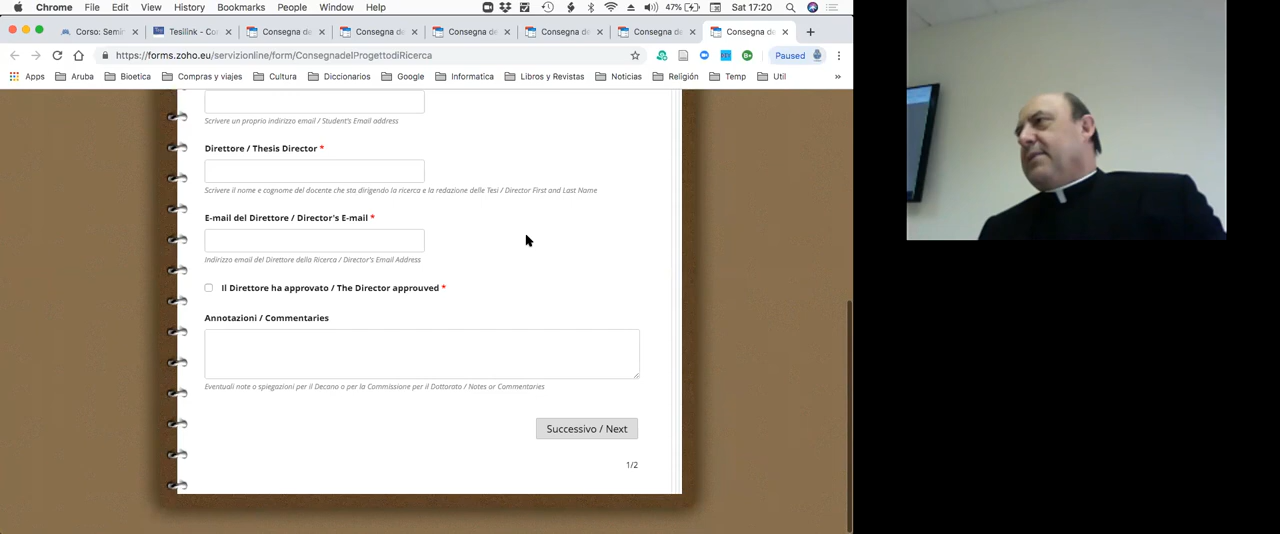 Chrome File Edit View History Bookmarks People Window Help 47% Sat 17:20
Corso: Semi Tesilink - Co Consegna de Consegna de Consegna de Consegna de Consegna de Consegna de
https://forms.zoho.eu/servizionline/form/ConsegnadelProgettodiRicerca Paused
Apps Aruba Bioetica Compras y viajes Cultura Diccionarios Google Informatica Libros y Revistas Noticias Religión Temp Util »
Scrivere un proprio indirizzo email / Student's Email address
Direttore / Thesis Director *
Scrivere il nome e cognome del docente che sta dirigendo la ricerca e la redazione delle Tesi / Director First and Last Name
E-mail del Direttore / Director's E-mail *
Indirizzo email del Direttore della Ricerca / Director's Email Address
Il Direttore ha approvato / The Director approuved *
Annotazioni / Commentaries
Eventuali note o spiegazioni per il Decano o per la Commissione per il Dottorato / Notes or Commentaries
Successivo / Next
1/2